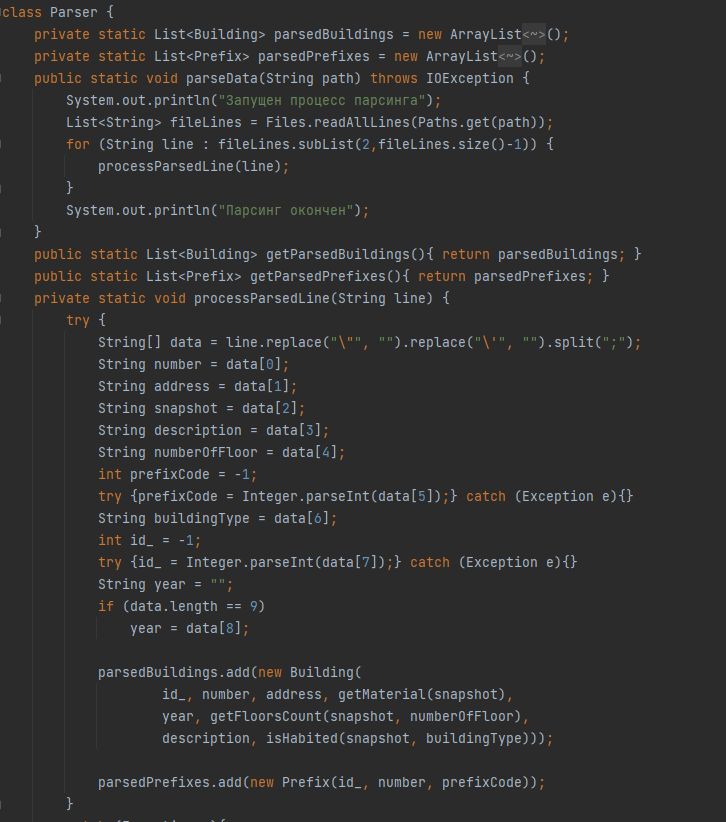 class Parser {
    private static List<Building> parsedBuildings = new ArrayList<~>();
    private static List<Prefix> parsedPrefixes = new ArrayList<~>();
    public static void parseData(String path) throws IOException {
        System.out.println("Запущен процесс парсинга");
        List<String> fileLines = Files.readAllLines(Paths.get(path));
        for (String line : fileLines.subList(2,fileLines.size()-1)) {
            processParsedLine(line);
        }
        System.out.println("Парсинг окончен");
    }
    public static List<Building> getParsedBuildings(){ return parsedBuildings; }
    public static List<Prefix> getParsedPrefixes(){ return parsedPrefixes; }
    private static void processParsedLine(String line) {
        try {
            String[] data = line.replace("\"", "").replace("\'", "").split(";");
            String number = data[0];
            String address = data[1];
            String snapshot = data[2];
            String description = data[3];
            String numberOfFloor = data[4];
            int prefixCode = -1;
            try {prefixCode = Integer.parseInt(data[5]);} catch (Exception e){}
            String buildingType = data[6];
            int id_ = -1;
            try {id_ = Integer.parseInt(data[7]);} catch (Exception e){}
            String year = "";
            if (data.length == 9)
                year = data[8];
            parsedBuildings.add(new Building(
                    id_, number, address, getMaterial(snapshot),
                    year, getFloorsCount(snapshot, numberOfFloor),
                    description, isHabited(snapshot, buildingType)));
            parsedPrefixes.add(new Prefix(id_, number, prefixCode));
        }